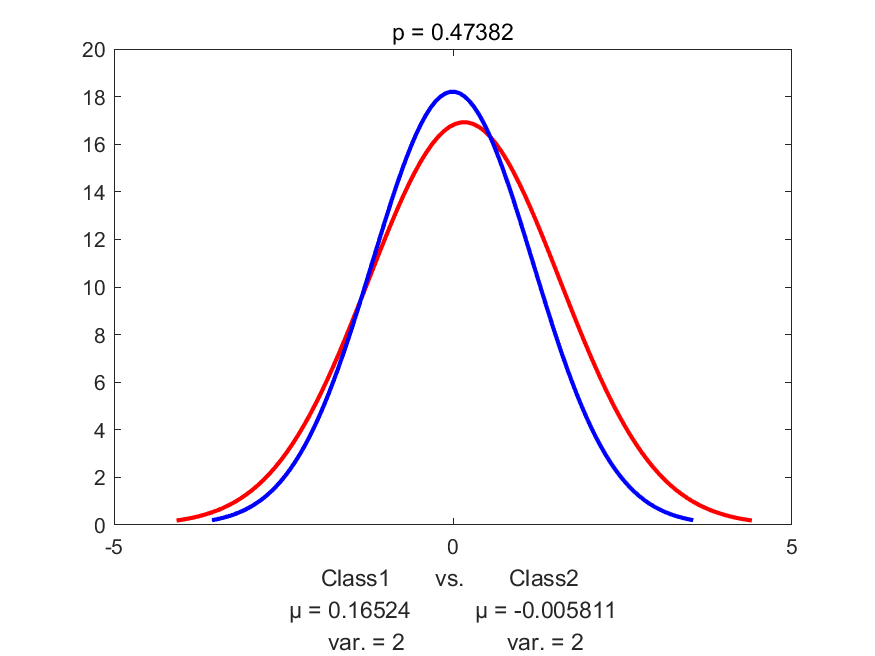 p = 0.47382
20
18
16
14
12
10
8
6
4
2
0
-5 0 5
Class1 vs. Class2
μ = 0.16524 μ = -0.005811
var. = 2 var. = 2